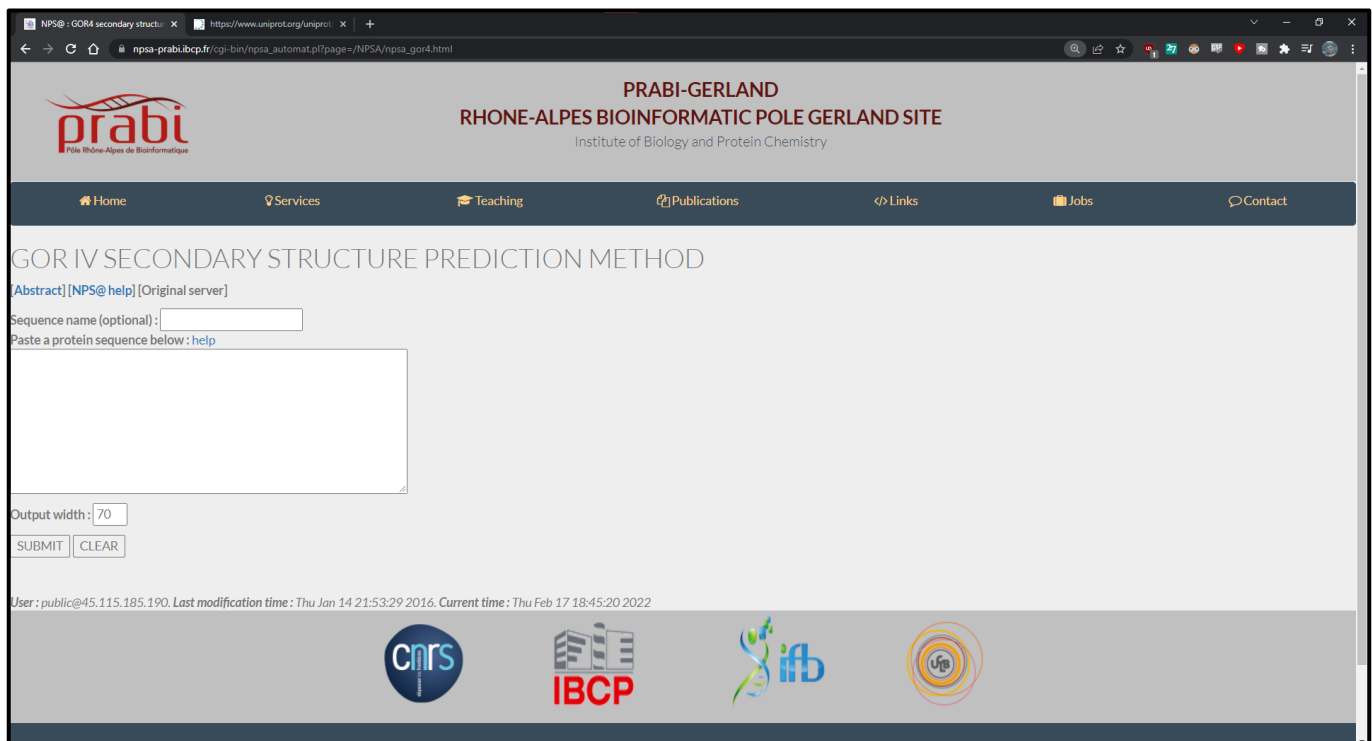 NPS@ : GOR4 secondary structu
https://www.uniprot.org/uniprot/
npsa-prabi.ibcp.fr/cgi-bin/npsa_automat.pl?page=/NPSA/npsa_gor4.html
prabi
Pôle Rhône-Alpes de Bioinformatique
PRABI-GERLAND
RHONE-ALPES BIOINFORMATIC POLE GERLAND SITE
Institute of Biology and Protein Chemistry
Home Services Teaching Publications </> Links Jobs Contact
GOR IV SECONDARY STRUCTURE PREDICTION METHOD
[Abstract] [NPS@ help] [Original server]
Sequence name (optional) :
Paste a protein sequence below : help
Output width : 70
SUBMIT CLEAR
User : public@45.115.185.190. Last modification time : Thu Jan 14 21:53:29 2016. Current time : Thu Feb 17 18:45:20 2022
cnrs
IBCP
ifb